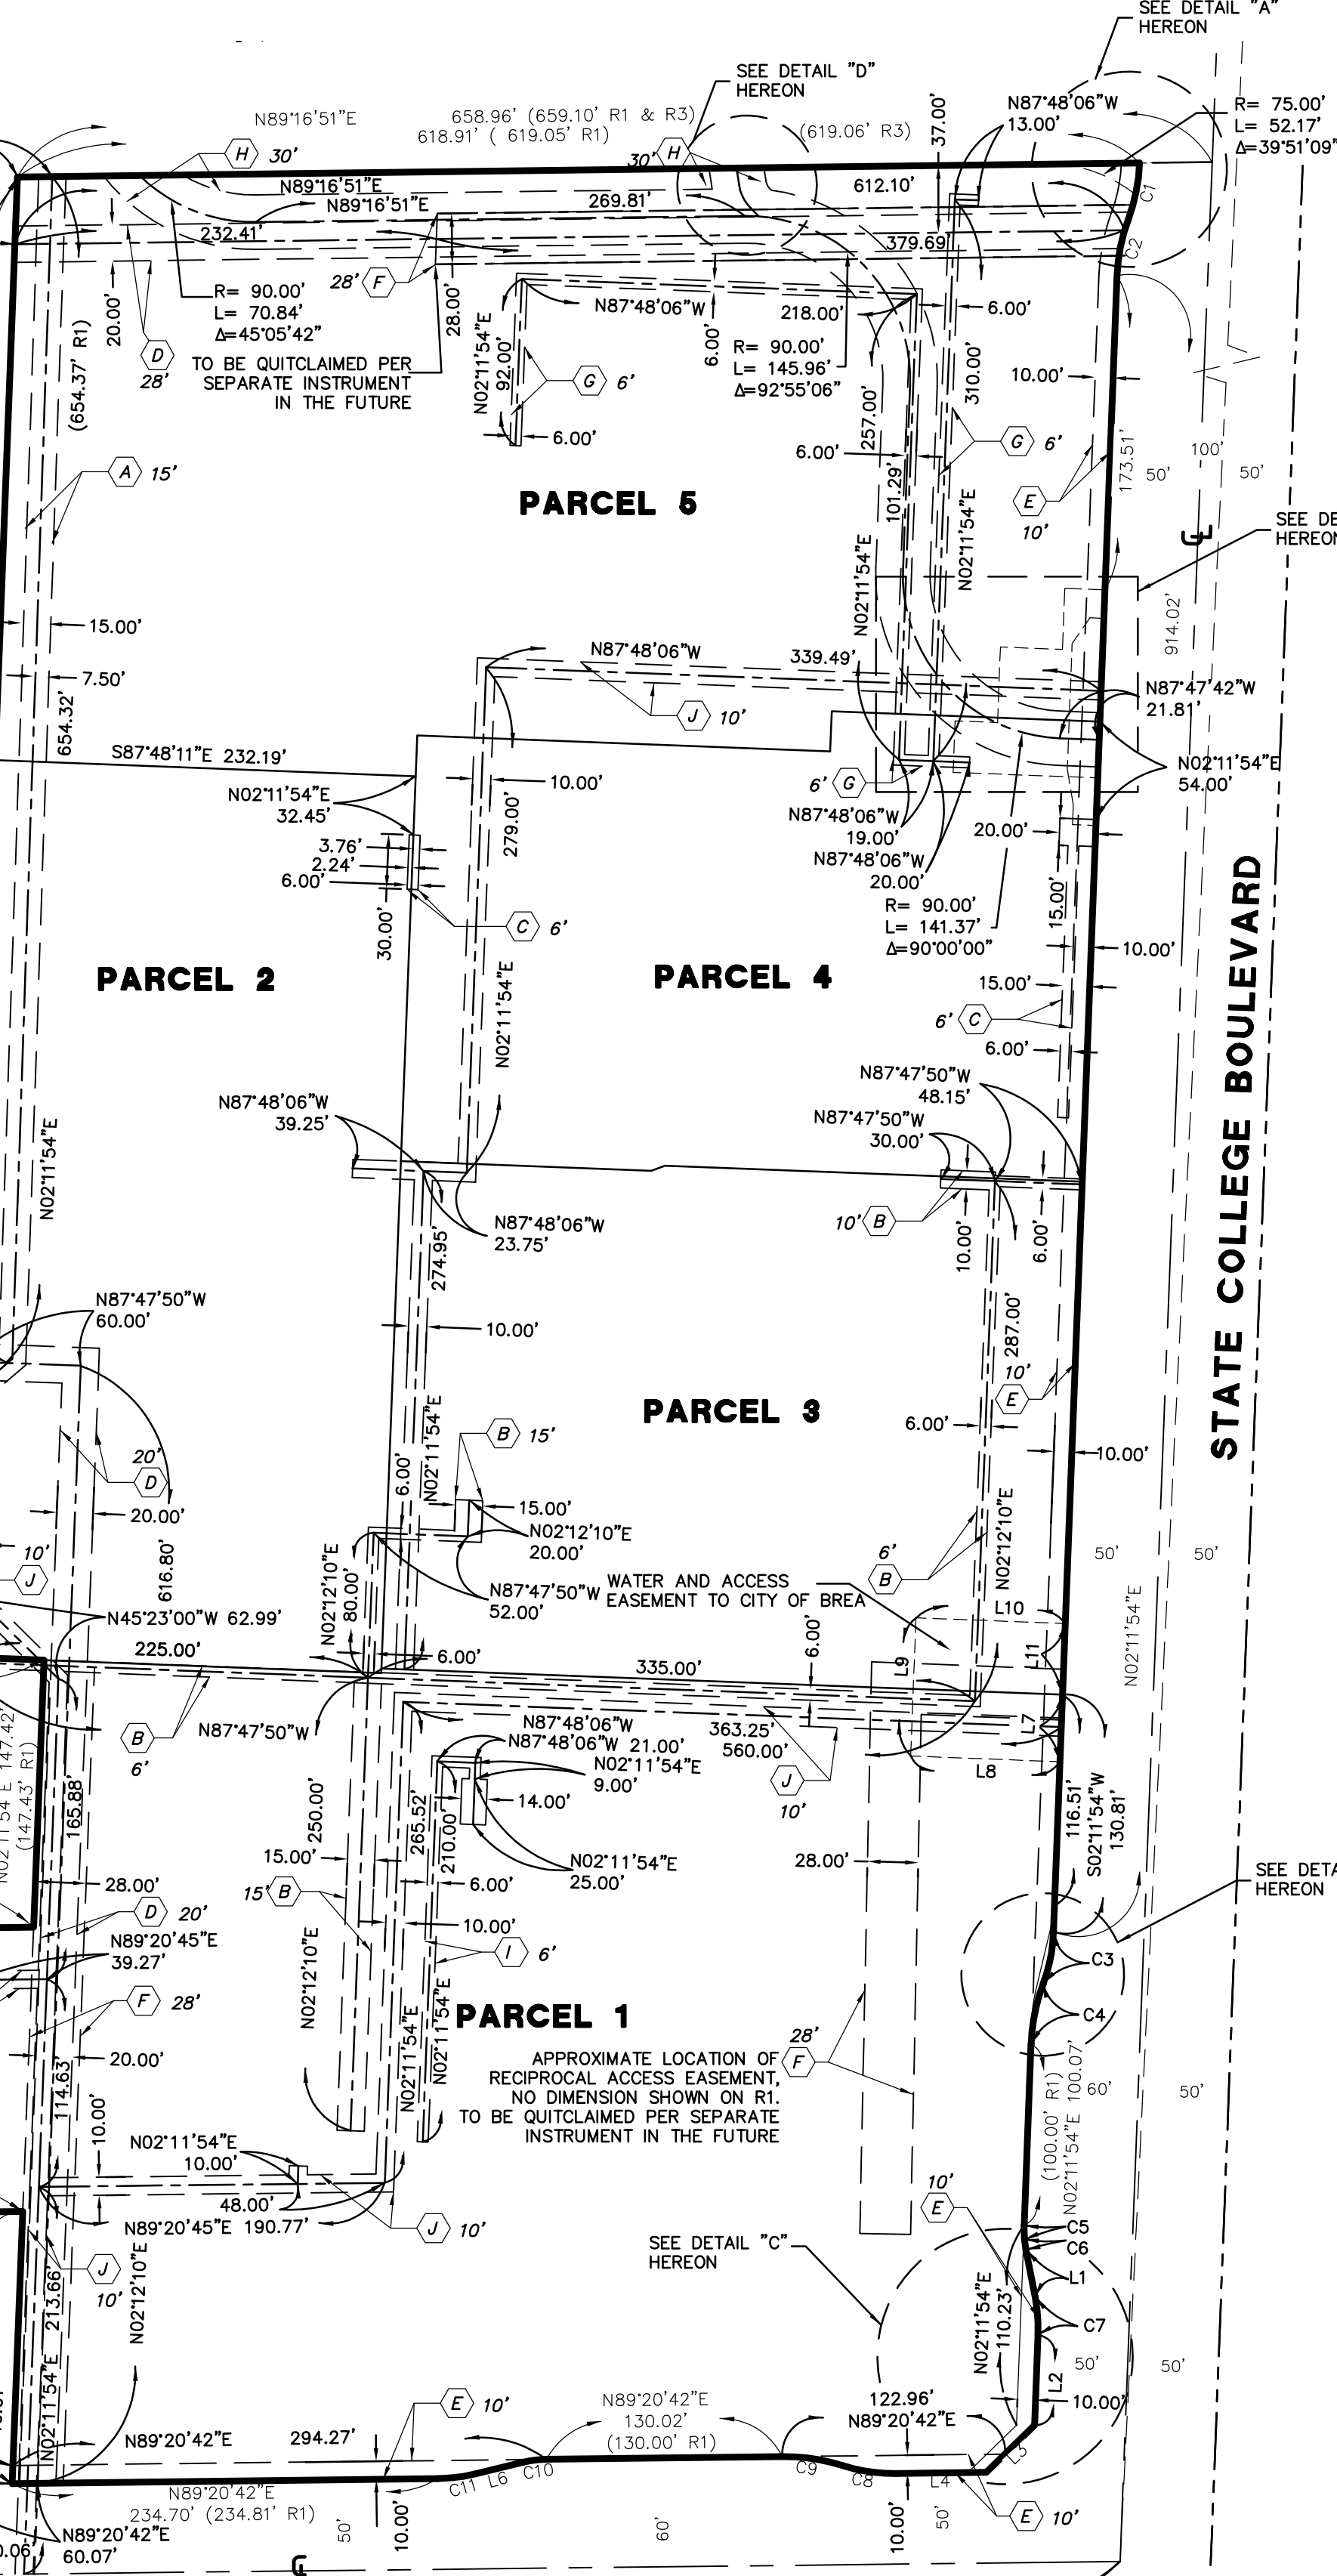 SEE DETAIL "A"
HEREON
SEE DETAIL "D"
HEREON
N89°16'51"E
658.96' (659.10' R1 & R3)
618.91' ( 619.05' R1)
(619.06' R3)
37.00'
N87°48'06"W
13.00'
R= 75.00'
L= 52.17'
Δ=39°51'09"
H 30'
30' H
N89°16'51"E
N89°16'51"E
269.81'
612.10'
C1
C2
232.41'
379.69'
28' F
28.00'
20.00'
(654.37' R1)
D
28'
R= 90.00'
L= 70.84'
Δ=45°05'42"
TO BE QUITCLAIMED PER
SEPARATE INSTRUMENT
IN THE FUTURE
N02°11'54"E
92.00'
N87°48'06"W
6.00'
218.00'
6.00'
310.00'
R= 90.00'
L= 145.96'
Δ=92°55'06"
G 6'
6.00'
10.00'
257.00'
6.00'
101.29'
G 6'
173.51'
50'
100'
50'
A 15'
PARCEL 5
E
10'
N02°11'54"E
N02°11'54"E
SEE DE
HEREON
℄
914.02'
15.00'
7.50'
654.32'
N87°48'06"W
339.49'
J 10'
N87°47'42"W
21.81'
S87°48'11"E 232.19'
N02°11'54"E
32.45'
10.00'
279.00'
6' G
N02°11'54"E
54.00'
N87°48'06"W
19.00'
20.00'
N87°48'06"W
20.00'
3.76'
2.24'
6.00'
30.00'
C 6'
R= 90.00'
L= 141.37'
Δ=90°00'00"
15.00'
10.00'
PARCEL 2
PARCEL 4
15.00'
6' C
6.00'
N02°11'54"E
STATE COLLEGE BOULEVARD
N87°47'50"W
48.15'
N87°48'06"W
39.25'
N87°47'50"W
30.00'
N02°11'54"E
N87°48'06"W
23.75'
274.95'
10' B
10.00'
6.00'
N87°47'50"W
60.00'
10.00'
287.00'
10'
E
PARCEL 3
N02°11'54"E
6.00'
10.00'
B 15'
20'
D
20.00'
6.00'
15.00'
N02°12'10"E
20.00'
N02°12'10"E
10'
J
616.80'
N02°12'10"E
80.00'
N87°47'50"W
52.00'
WATER AND ACCESS
EASEMENT TO CITY OF BREA
6'
B
50'
50'
N02°11'54"E
N45°23'00"W 62.99'
225.00'
6.00'
335.00'
6.00'
L10
L11
L9
B
6'
N87°47'50"W
N87°48'06"W
N87°48'06"W 21.00'
363.25'
560.00'
L7
L8
N02°11'54"E
9.00'
J
10'
N02°11'54"E 147.42'
(147.43' R1)
165.88'
250.00'
265.52'
210.00'
14.00'
116.51'
S02°11'54"W
130.81'
15.00'
N02°11'54"E
25.00'
28.00'
28.00'
15' B
6.00'
SEE DETA
HEREON
D 20'
10.00'
N89°20'45"E
39.27'
I 6'
C3
F 28'
N02°12'10"E
N02°11'54"E
N02°11'54"E
PARCEL 1
C4
20.00'
114.63'
10.00'
APPROXIMATE LOCATION OF
RECIPROCAL ACCESS EASEMENT,
NO DIMENSION SHOWN ON R1.
TO BE QUITCLAIMED PER SEPARATE
INSTRUMENT IN THE FUTURE
28'
F
60'
50'
(100.00' R1)
N02°11'54"E 100.07'
N02°11'54"E
10.00'
48.00'
N89°20'45"E 190.77'
J 10'
10'
E
C5
C6
SEE DETAIL "C"
HEREON
L1
J
10'
213.66'
N02°12'10"E
N02°11'54"E
110.23'
C7
50'
50'
L2
10.00'
N02°11'54"E
E 10'
N89°20'42"E
130.02'
(130.00' R1)
122.96'
N89°20'42"E
N89°20'42"E
294.27'
C11
L6
C10
C9
C8
L4
N89°20'42"E
234.70' (234.81' R1)
50'
10.00'
60'
10.00'
50'
E 10'
N89°20'42"E
60.07'
℄